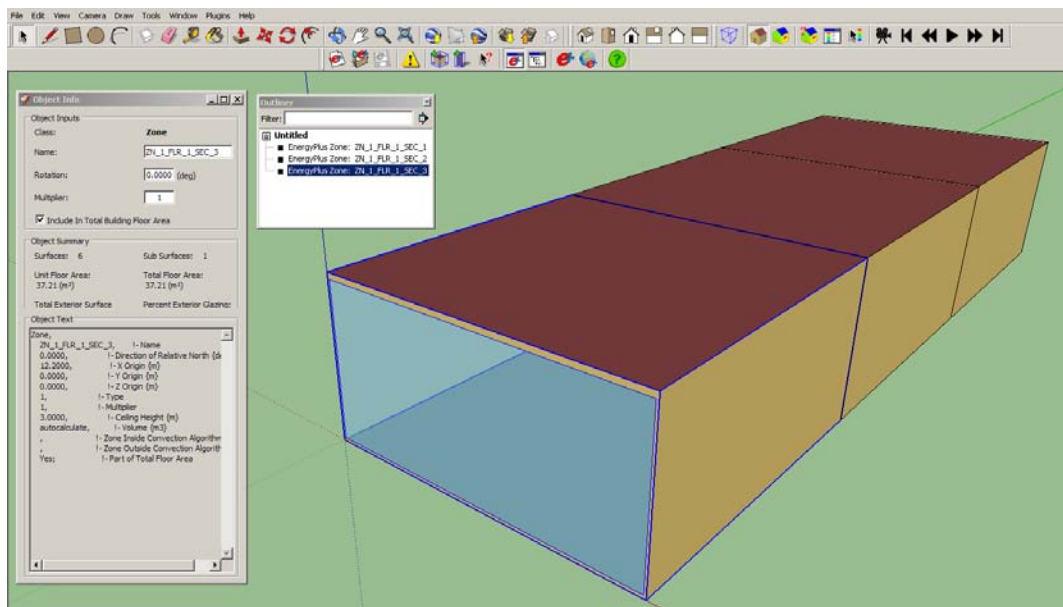 File Edit View Camera Draw Tools Window Plugins Help
Object Info
Object Inputs
Class: Zone
Name: ZN_1_FLR_1_SEC_3
Rotation: 0.0000 (deg)
Multiplier: 1
Include In Total Building Floor Area
Object Summary
Surfaces: 6 Sub Surfaces: 1
Unit Floor Area: Total Floor Area:
37.21 (m²) 37.21 (m²)
Total Exterior Surface Percent Exterior Glazing:
Object Text
Zone,
ZN_1_FLR_1_SEC_3, !- Name
0.0000, !- Direction of Relative North {de
12.2000, !- X Origin {m}
0.0000, !- Y Origin {m}
0.0000, !- Z Origin {m}
1, !- Type
1, !- Multiplier
3.0000, !- Ceiling Height {m}
autocalculate, !- Volume {m3}
, !- Zone Inside Convection Algorithm
, !- Zone Outside Convection Algorith
Yes; !- Part of Total Floor Area
Outliner
Filter:
Untitled
EnergyPlus Zone: ZN_1_FLR_1_SEC_1
EnergyPlus Zone: ZN_1_FLR_1_SEC_2
EnergyPlus Zone: ZN_1_FLR_1_SEC_3